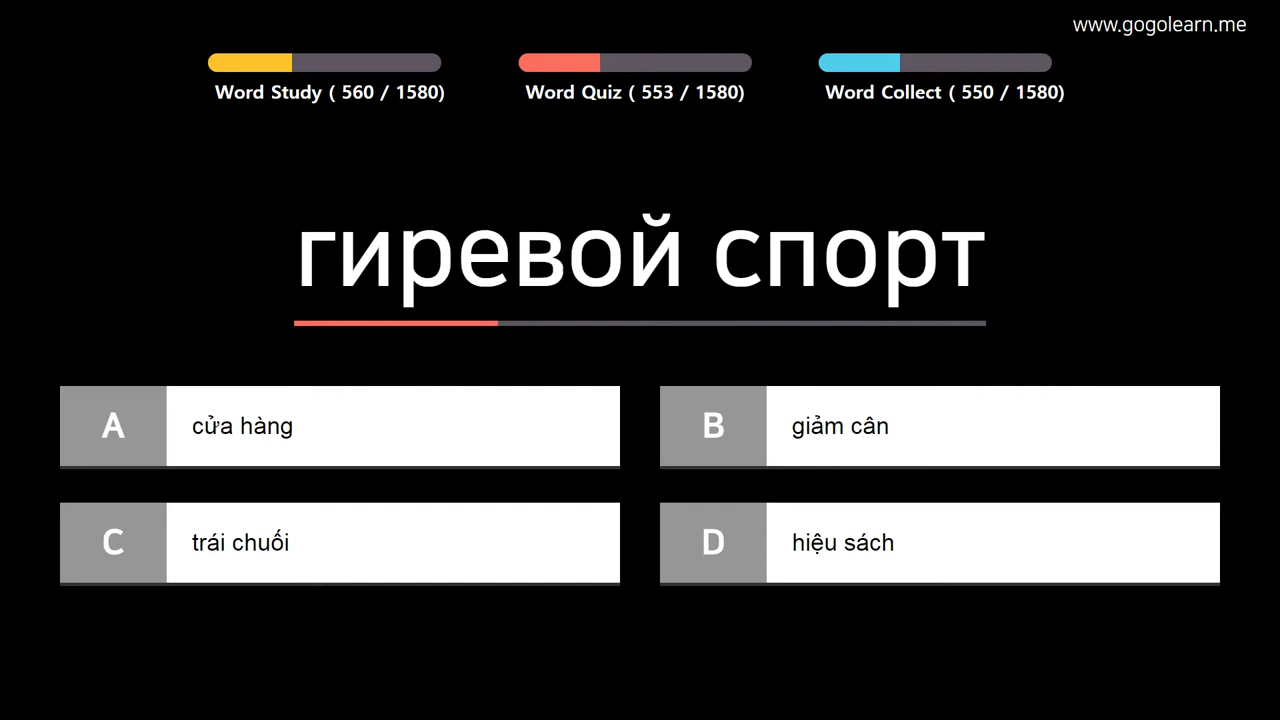 www.gogolearn.me
Word Study ( 560 / 1580)
Word Quiz ( 553 / 1580)
Word Collect ( 550 / 1580)
гиревой спорт
A
cửa hàng
B
giảm cân
C
trái chuối
D
hiệu sách